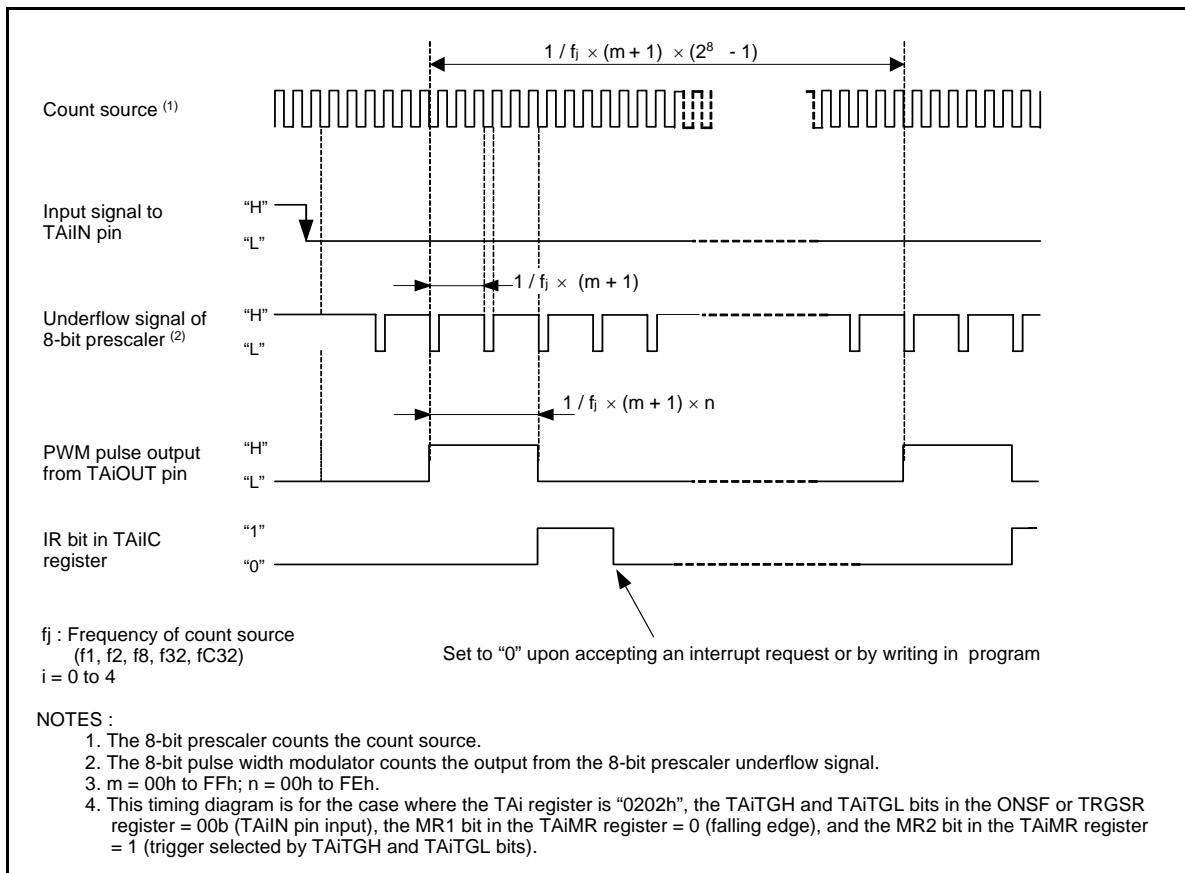 1 / fj × (m + 1) × (2⁸ - 1)
Count source (1)
Input signal to
TAiIN pin
“H”
“L”
1 / fj × (m + 1)
Underflow signal of
8-bit prescaler (2)
“H”
“L”
1 / fj × (m + 1) × n
PWM pulse output
from TAiOUT pin
“H”
“L”
IR bit in TAiIC
register
“1”
“0”
fj : Frequency of count source
(f1, f2, f8, f32, fC32)
i = 0 to 4
Set to “0” upon accepting an interrupt request or by writing in program
NOTES :
1. The 8-bit prescaler counts the count source.
2. The 8-bit pulse width modulator counts the output from the 8-bit prescaler underflow signal.
3. m = 00h to FFh; n = 00h to FEh.
4. This timing diagram is for the case where the TAi register is “0202h”, the TAiTGH and TAiTGL bits in the ONSF or TRGSR
register = 00b (TAiIN pin input), the MR1 bit in the TAiMR register = 0 (falling edge), and the MR2 bit in the TAiMR register
= 1 (trigger selected by TAiTGH and TAiTGL bits).